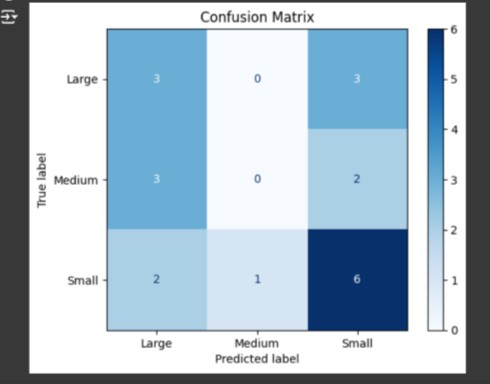 Confusion Matrix
6
Large 3 0 3
5
4
True label
Medium 3 0 2
3
2
Small 2 1 6
1
0
Large Medium Small
Predicted label